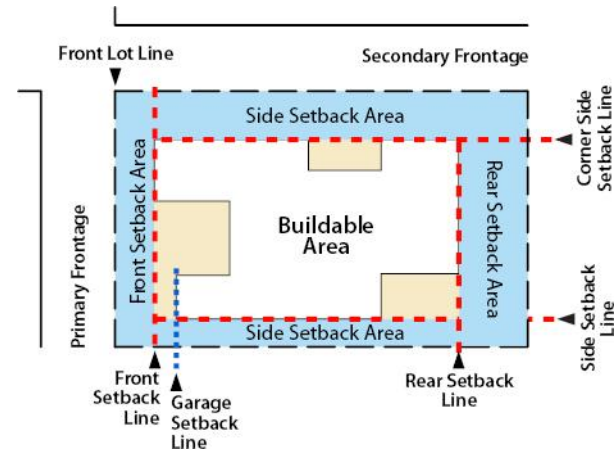 Front Lot Line
Secondary Frontage
Side Setback Area
Corner Side
Setback Line
Front Setback Area
Primary Frontage
Buildable
Area
Rear Setback Area
Side Setback Area
Side Setback
Line
Front
Setback
Line
Garage
Setback
Line
Rear Setback
Line